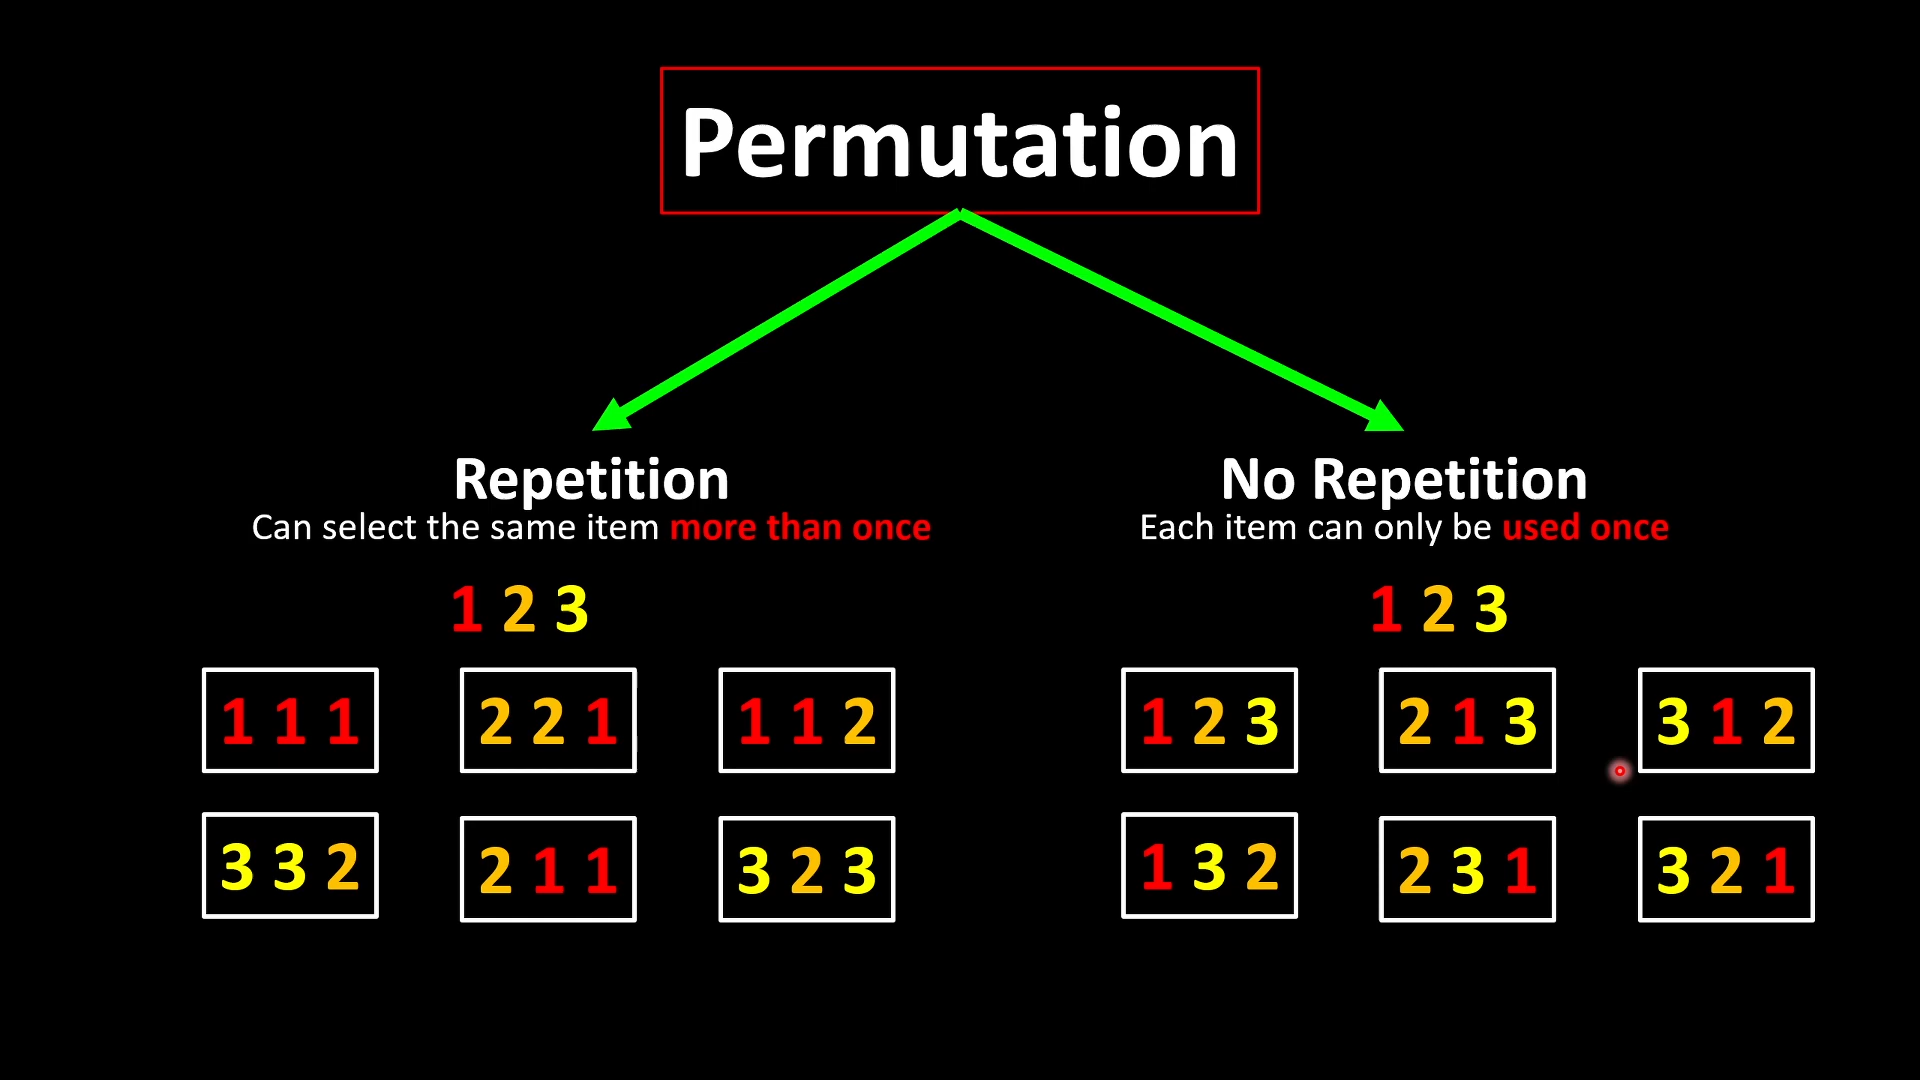 Permutation
Repetition
Can select the same item more than once
1 2 3
1 1 1
2 2 1
1 1 2
3 3 2
2 1 1
3 2 3
No Repetition
Each item can only be used once
1 2 3
1 2 3
2 1 3
3 1 2
1 3 2
2 3 1
3 2 1